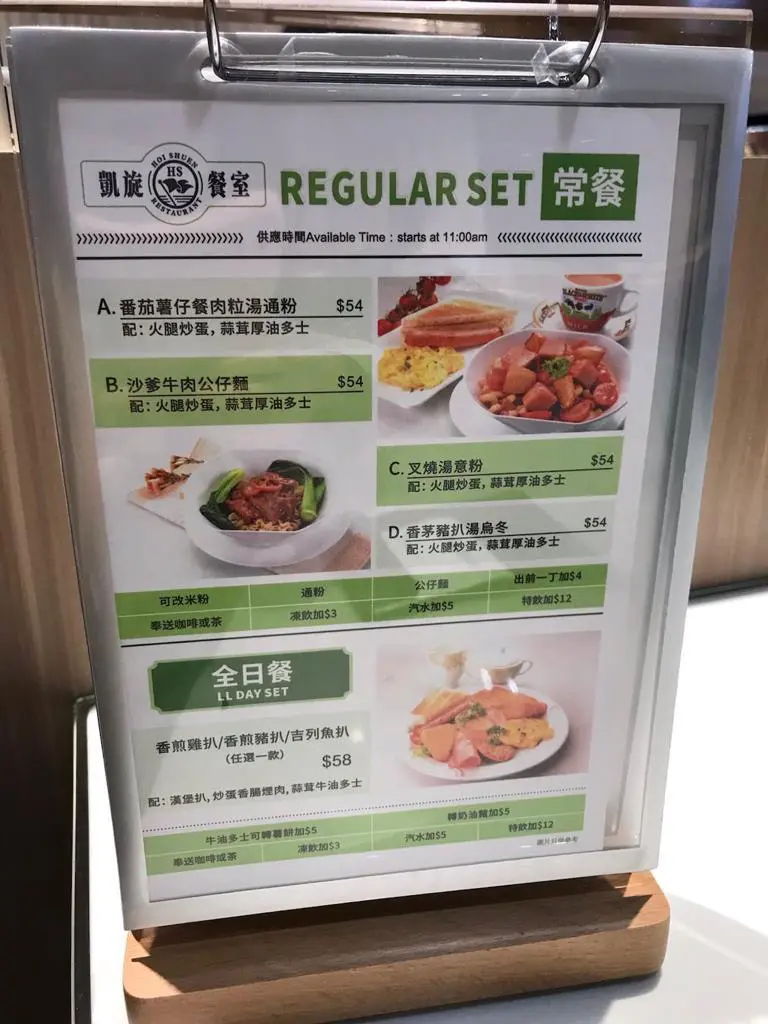 凱旋餐室
HOI SHUEN
HS
RESTAURANT
REGULAR SET 常餐
供應時間Available Time : starts at 11:00am
A. 番茄薯仔餐肉粒湯通粉 $54
配: 火腿炒蛋, 蒜茸厚油多士
B. 沙爹牛肉公仔麵 $54
配: 火腿炒蛋, 蒜茸厚油多士
C. 叉燒湯意粉 $54
配: 火腿炒蛋, 蒜茸厚油多士
D. 香茅豬扒湯烏冬 $54
配: 火腿炒蛋, 蒜茸厚油多士
可改米粉 通粉 公仔麵 出前一丁加$4
奉送咖啡或茶 凍飲加$3 汽水加$5 特飲加$12
全日餐
LL DAY SET
香煎雞扒/香煎豬扒/吉列魚扒
(任選一款) $58
配: 漢堡扒, 炒蛋香腸煙肉, 蒜茸牛油多士
牛油多士可轉薯餅加$5 轉奶油豬加$5
奉送咖啡或茶 凍飲加$3 汽水加$5 特飲加$12
圖片只供參考